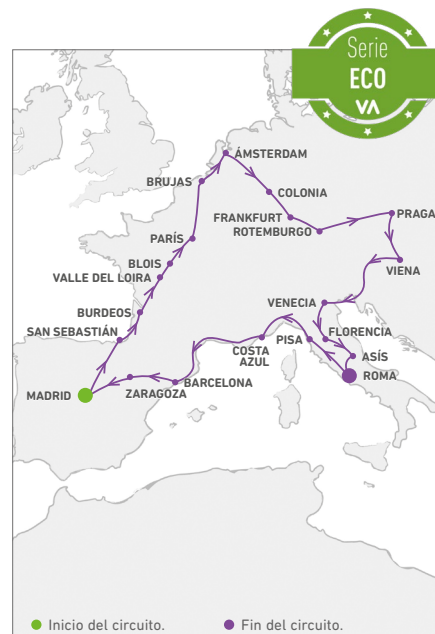 Serie
ECO
VA
ÁMSTERDAM
BRUJAS
COLONIA
FRANKFURT
ROTEMBURGO
PRAGA
PARÍS
BLOIS
VALLE DEL LOIRA
VIENA
BURDEOS
VENECIA
SAN SEBASTIÁN
FLORENCIA
PISA
COSTA
AZUL
ASÍS
ROMA
MADRID
BARCELONA
ZARAGOZA
Inicio del circuito.
Fin del circuito.